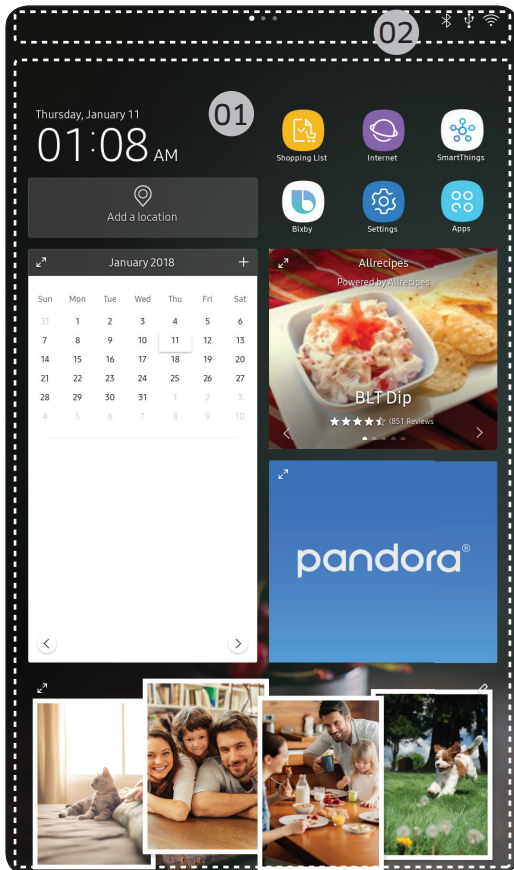 02
01
Thursday, January 11
01:08 AM
Shopping List
Internet
SmartThings
Add a location
Bixby
Settings
Apps
January 2018 +
Sun Mon Tue Wed Thu Fri Sat
31 1 2 3 4 5 6
7 8 9 10 11 12 13
14 15 16 17 18 19 20
21 22 23 24 25 26 27
28 29 30 31 1 2 3
4 5 6 7 8 9 10
Allrecipes
Powered by Allrecipes
BLT Dip
(851 Reviews
pandora®